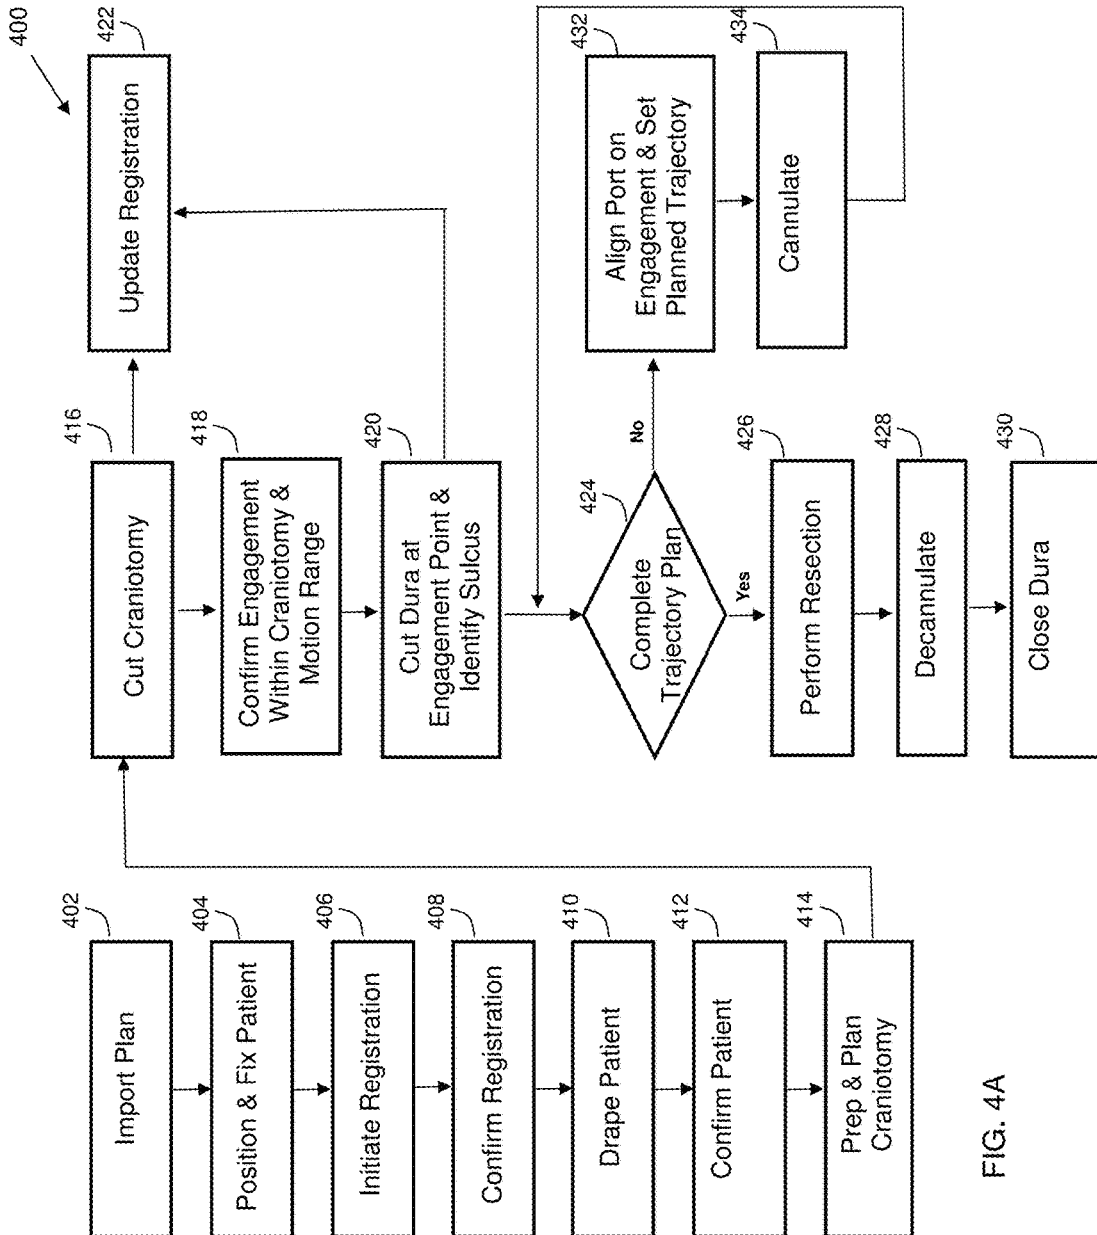 400
402
Import Plan
404
Position & Fix Patient
406
Initiate Registration
408
Confirm Registration
410
Drape Patient
412
Confirm Patient
414
Prep & Plan
Craniotomy
416
Cut Craniotomy
418
Confirm Engagement
Within Craniotomy &
Motion Range
420
Cut Dura at
Engagement Point &
Identify Sulcus
422
Update Registration
424
Complete
Trajectory Plan
No
Yes
426
Perform Resection
428
Decannulate
430
Close Dura
432
Align Port on
Engagement & Set
Planned Trajectory
434
Cannulate
FIG. 4A